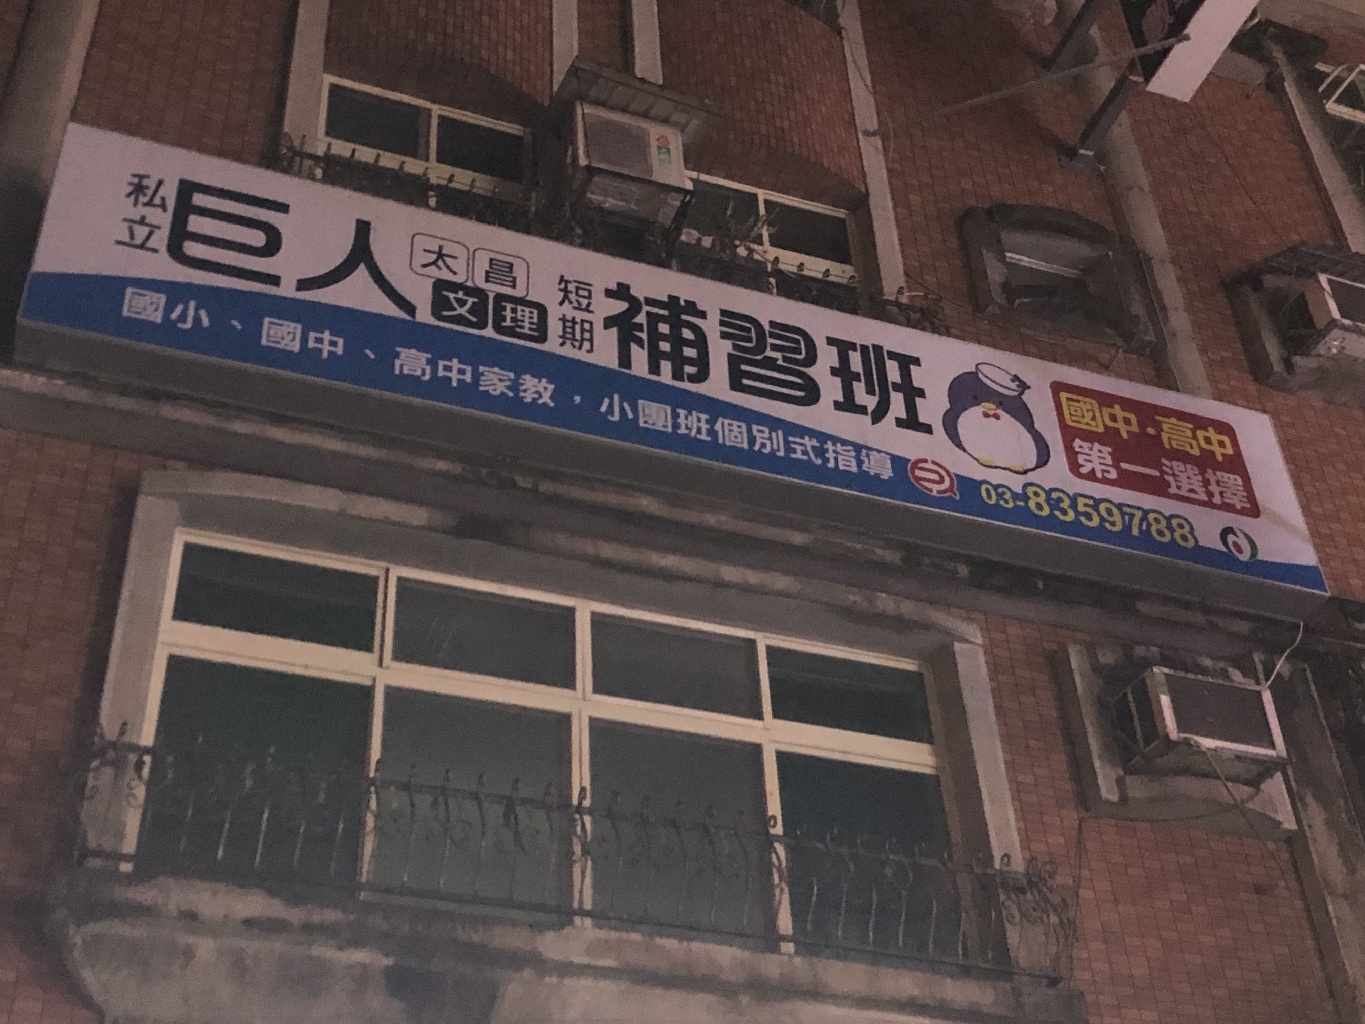 私立巨人太昌文理短期補習班
國小、國中、高中家教，小團班個別式指導
國中·高中
第一選擇
03-8359788